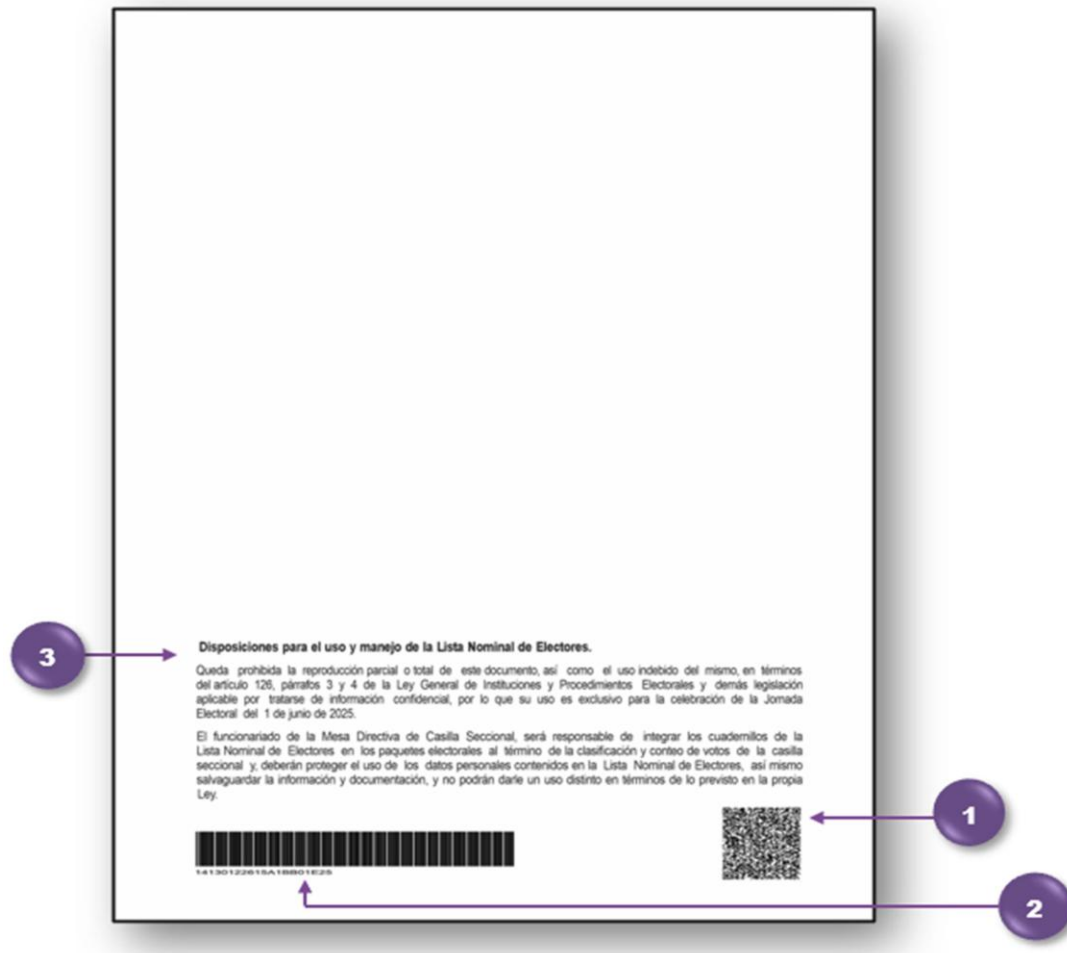 Disposiciones para el uso y manejo de la Lista Nominal de Electores.
3
Queda prohibida la reproducción parcial o total de este documento, así como el uso indebido del mismo, en términos
del artículo 126, párrafos 3 y 4 de la Ley General de Instituciones y Procedimientos Electorales y demás legislación
aplicable por tratarse de información confidencial, por lo que su uso es exclusivo para la celebración de la Jornada
Electoral del 1 de junio de 2025.
El funcionariado de la Mesa Directiva de Casilla Seccional, será responsable de integrar los cuadernillos de la
Lista Nominal de Electores en los paquetes electorales al término de la clasificación y conteo de votos de la casilla
seccional y, deberán proteger el uso de los datos personales contenidos en la Lista Nominal de Electores, así mismo
salvaguardar la información y documentación, y no podrán darle un uso distinto en términos de lo previsto en la propia
Ley.
1
14130122615A1BB01E25
2